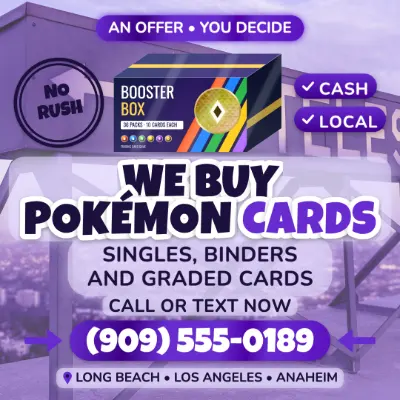 AN OFFER • YOU DECIDE
NO
RUSH
BOOSTER
BOX
36 PACKS · 10 CARDS EACH
CASH
LOCAL
WE BUY
POKÉMON CARDS
SINGLES, BINDERS
AND GRADED CARDS
CALL OR TEXT NOW
(909) 555-0189
LONG BEACH • LOS ANGELES • ANAHEIM